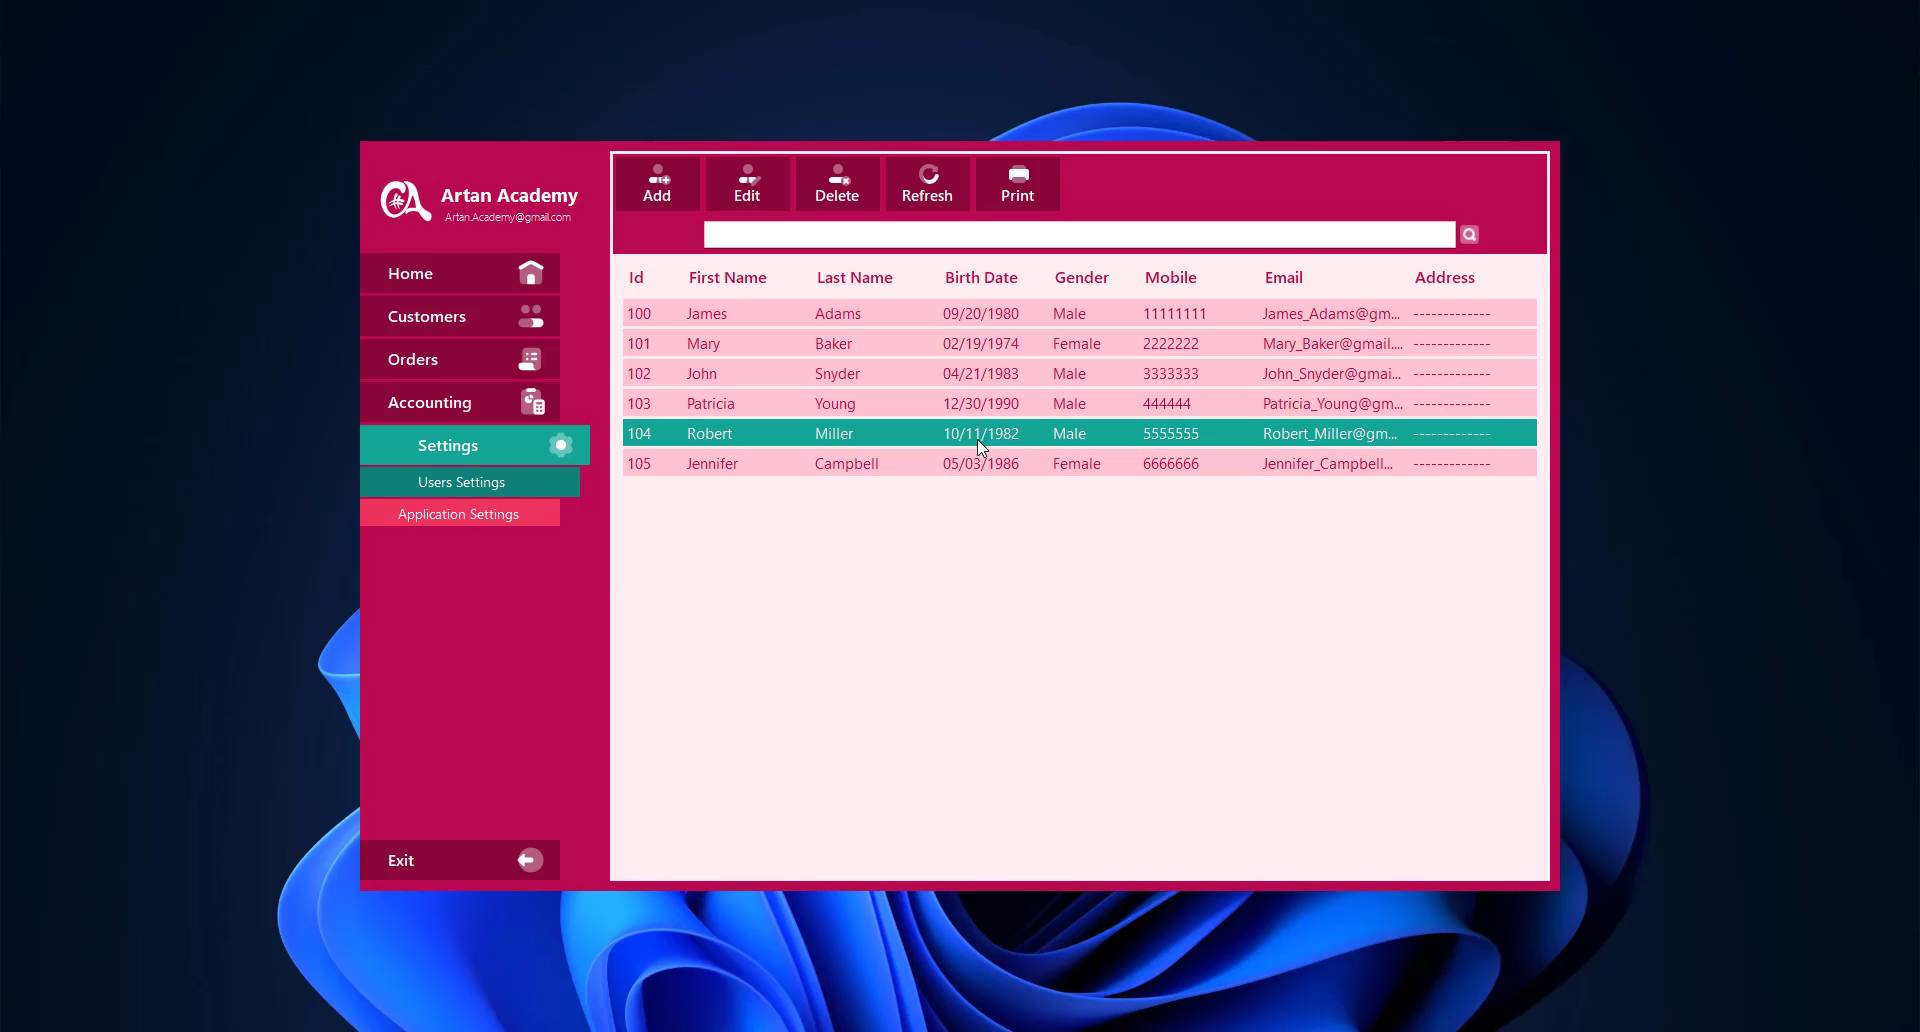 Artan Academy
Artan.Academy@gmail.com
Home
Customers
Orders
Accounting
Settings
Users Settings
Application Settings
Exit
Add Edit Delete Refresh Print
Id First Name Last Name Birth Date Gender Mobile Email Address
100 James Adams 09/20/1980 Male 11111111 James_Adams@gm... -------------
101 Mary Baker 02/19/1974 Female 2222222 Mary_Baker@gmail.... -------------
102 John Snyder 04/21/1983 Male 3333333 John_Snyder@gmai... -------------
103 Patricia Young 12/30/1990 Male 444444 Patricia_Young@gm... -------------
104 Robert Miller 10/11/1982 Male 5555555 Robert_Miller@gm... -------------
105 Jennifer Campbell 05/03/1986 Female 6666666 Jennifer_Campbell... -------------